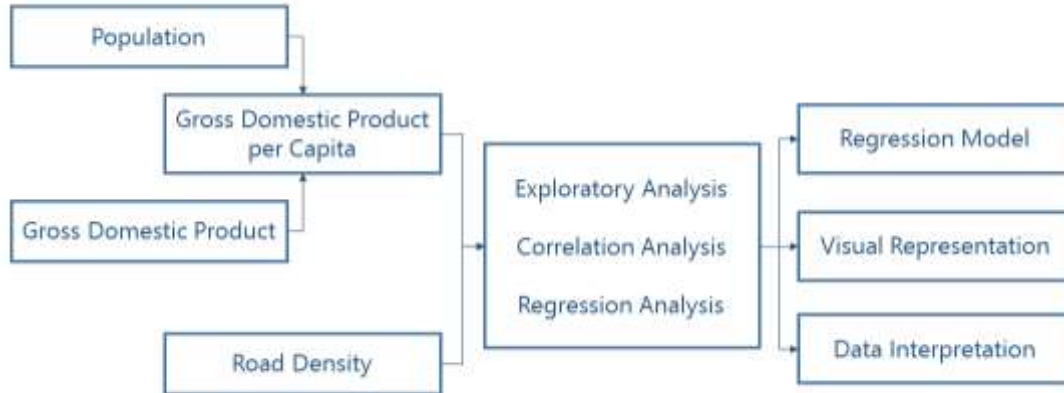 Population
Gross Domestic Product
per Capita
Gross Domestic Product
Road Density
Exploratory Analysis
Correlation Analysis
Regression Analysis
Regression Model
Visual Representation
Data Interpretation